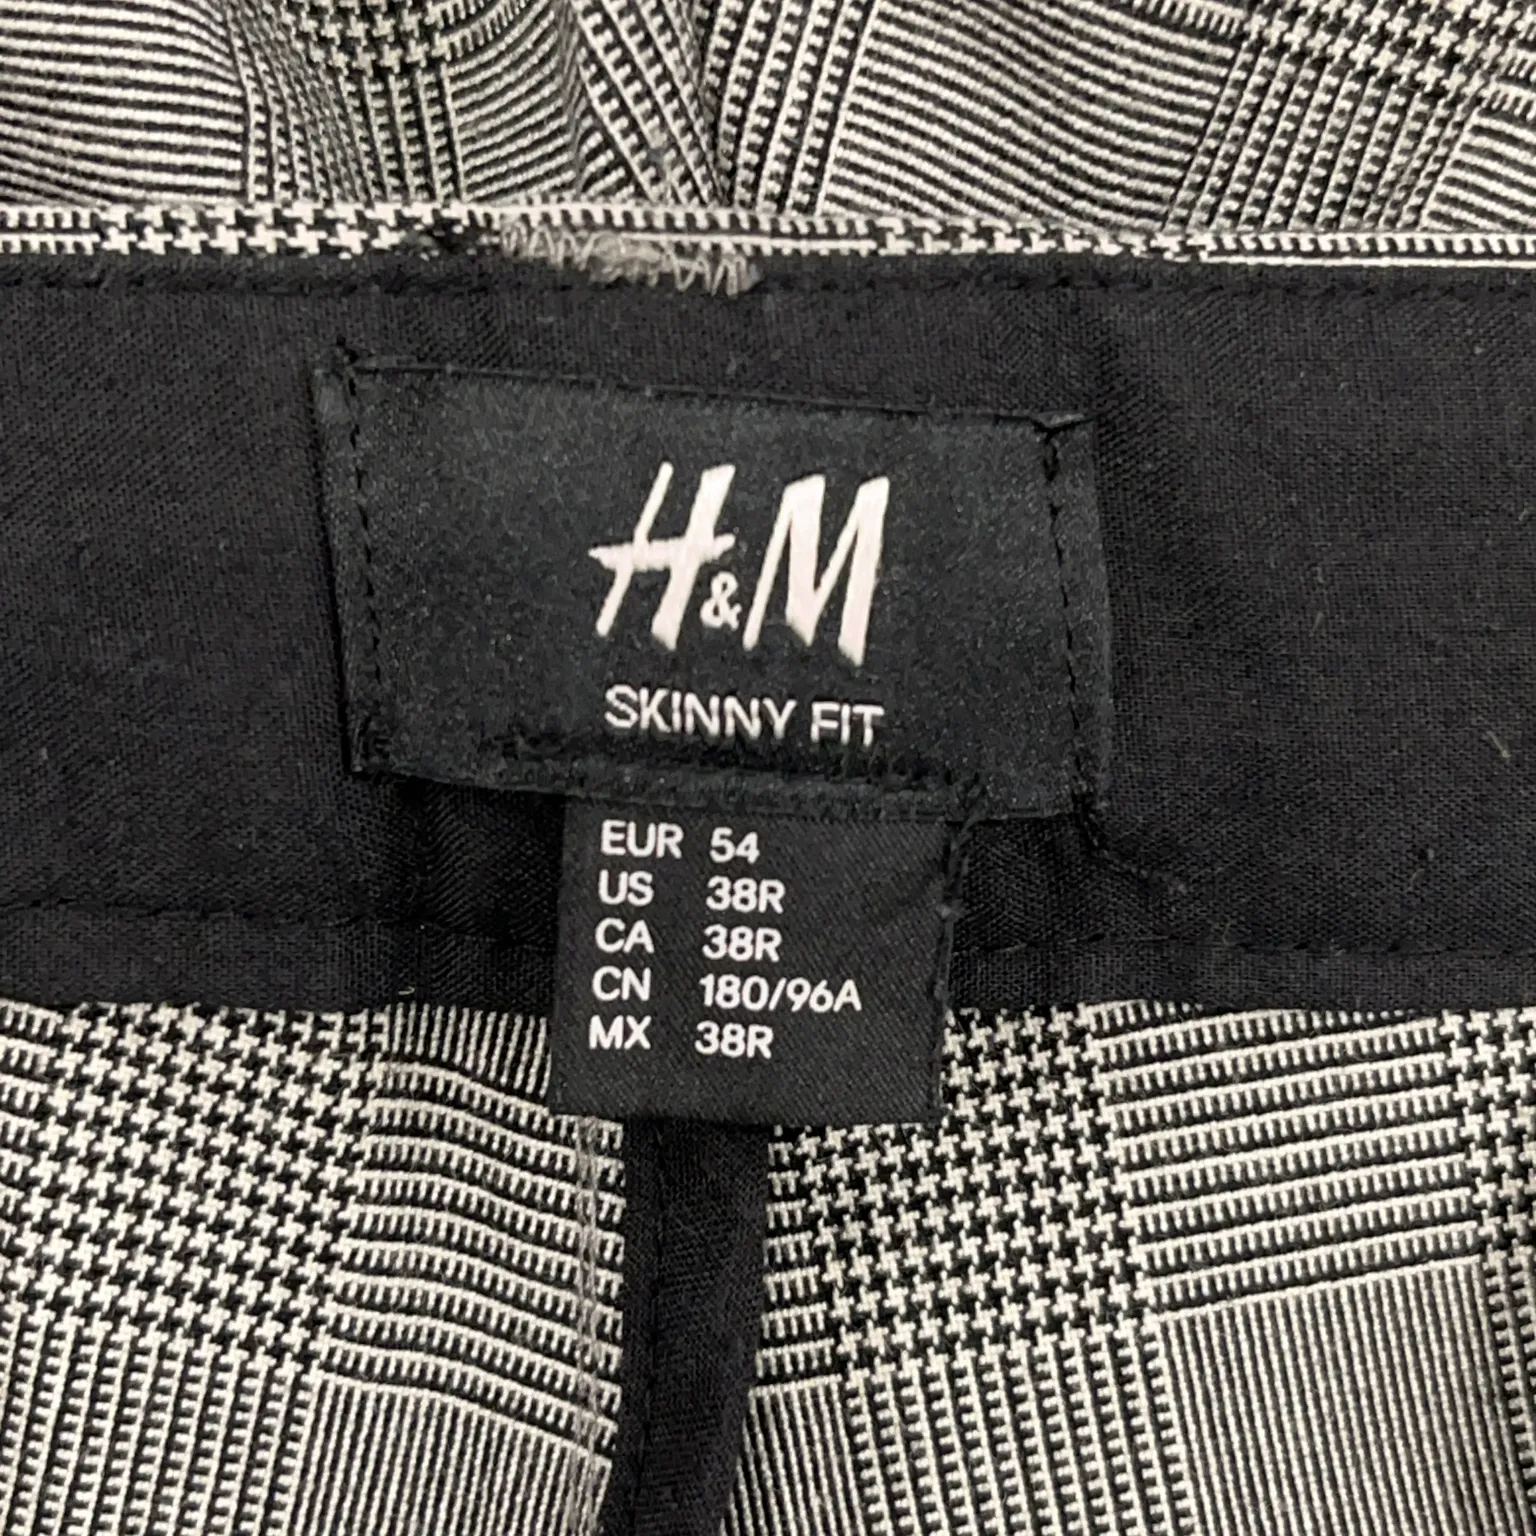 H&M
SKINNY FIT
EUR 54
US 38R
CA 38R
CN 180/96A
MX 38R